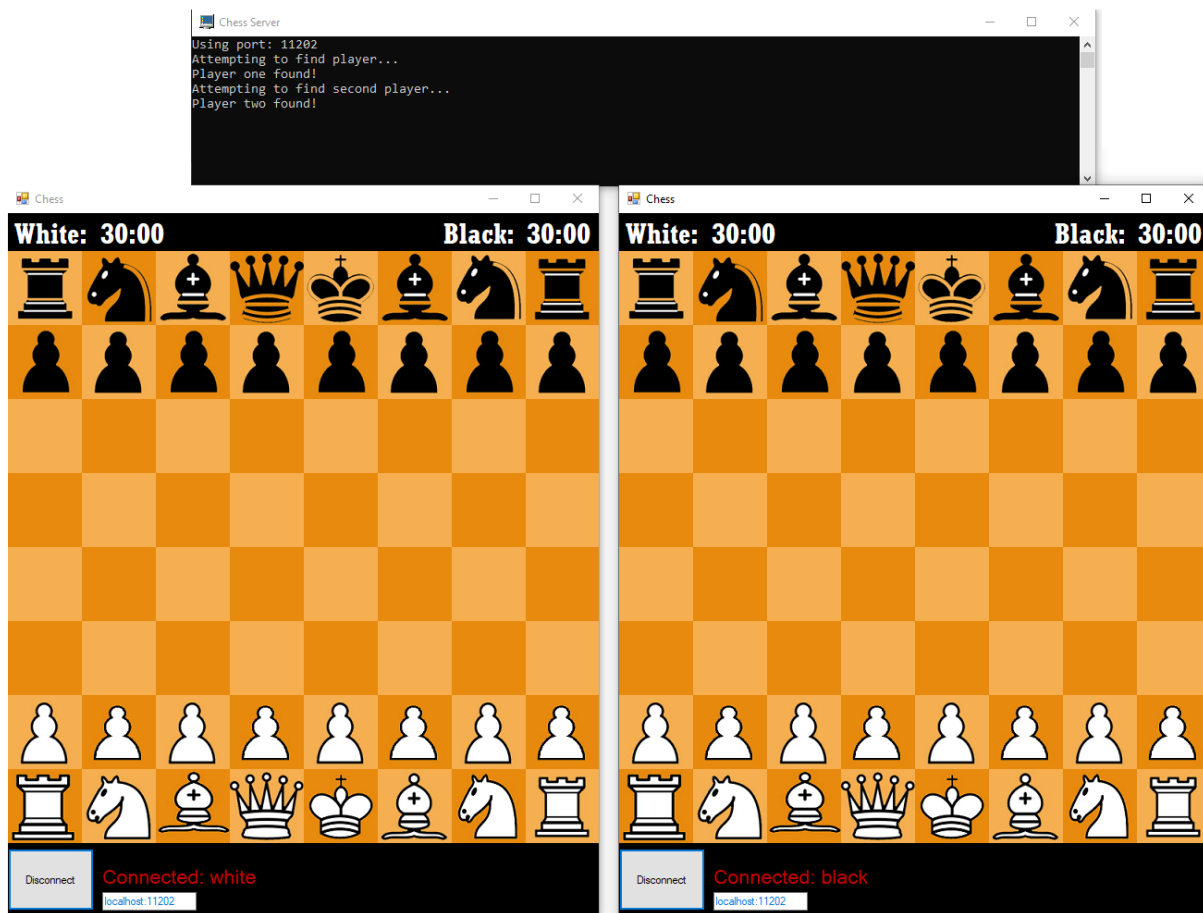 Chess Server
Using port: 11202
Attempting to find player...
Player one found!
Attempting to find second player...
Player two found!
Chess
White: 30:00 Black: 30:00
Disconnect
Connected: white
localhost:11202
Chess
White: 30:00 Black: 30:00
Disconnect
Connected: black
localhost:11202